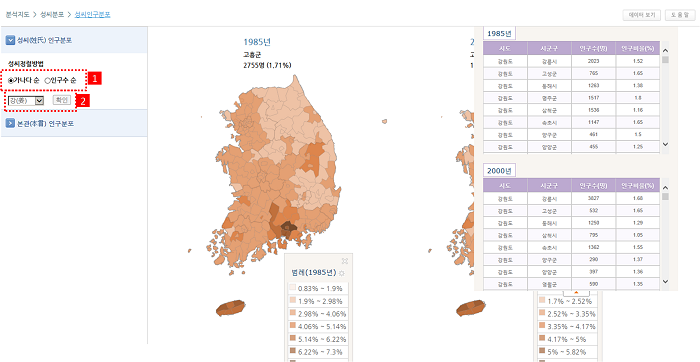 분석지도 > 성씨분포 > 성씨인구분포
데이터 보기
도 움 말
성씨(姓氏) 인구분포
성씨정렬방법
가나다 순 인구수 순
1
강(姜) 확인
2
본관(本貫) 인구분포
1985년
고흥군
2755명 (1.71%)
2
범례(1985년)
0.83% ~ 1.9%
1.9% ~ 2.98%
2.98% ~ 4.06%
4.06% ~ 5.14%
5.14% ~ 6.22%
6.22% ~ 7.3%
1985년
시도 시군구 인구수(명) 인구비율(%)
강원도 강릉시 2023 1.52
강원도 고성군 765 1.65
강원도 동해시 1263 1.38
강원도 명주군 1517 1.8
강원도 삼척시 1538 1.16
강원도 속초시 1147 1.65
강원도 양구군 461 1.5
강원도 양양군 455 1.25
2000년
시도 시군구 인구수(명) 인구비율(%)
강원도 강릉시 3827 1.68
강원도 고성군 532 1.65
강원도 동해시 1250 1.29
강원도 삼척시 795 1.05
강원도 속초시 1362 1.55
강원도 양구군 290 1.37
강원도 양양군 397 1.36
강원도 영월군 590 1.35
1.7% ~ 2.52%
2.52% ~ 3.35%
3.35% ~ 4.17%
4.17% ~ 5%
5% ~ 5.82%